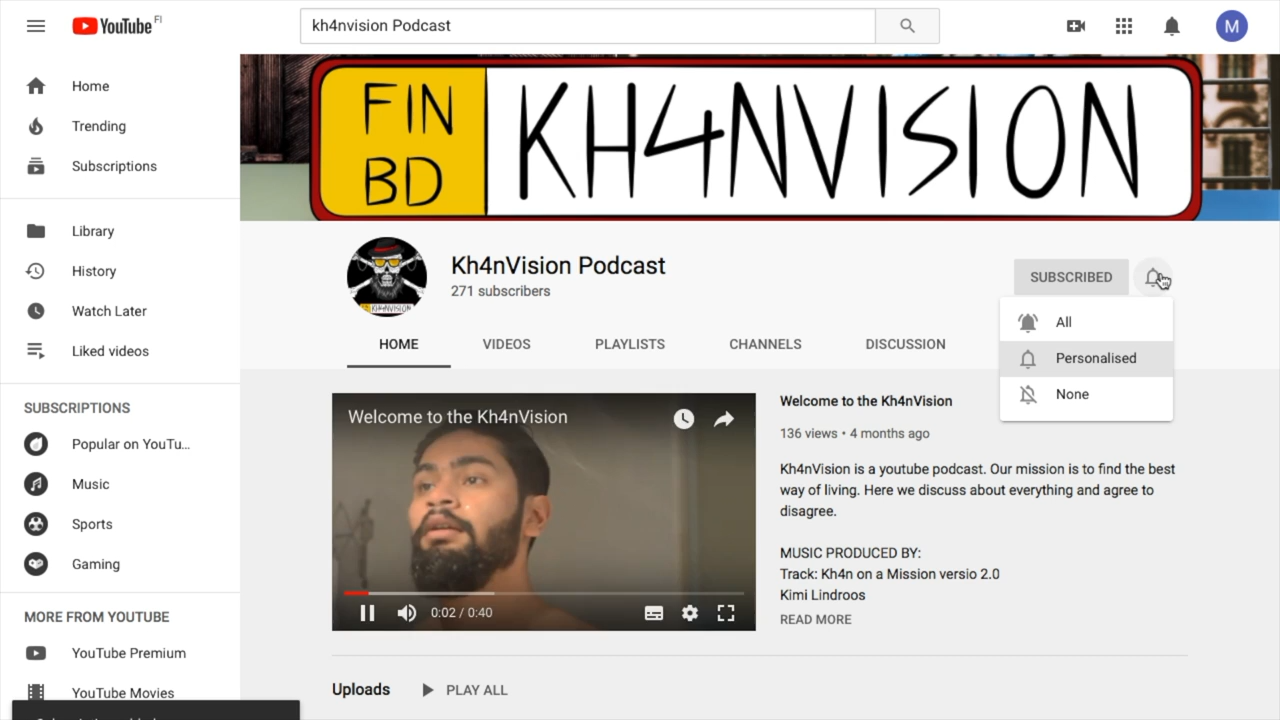 YouTube FI
kh4nvision Podcast
M
Home
Trending
Subscriptions
Library
History
Watch Later
Liked videos
SUBSCRIPTIONS
Popular on YouTu...
Music
Sports
Gaming
MORE FROM YOUTUBE
YouTube Premium
YouTube Movies
FIN
BD
KH4NVISION
KH4NVISION
Kh4nVision Podcast
271 subscribers
SUBSCRIBED
All
Personalised
None
HOME
VIDEOS
PLAYLISTS
CHANNELS
DISCUSSION
Welcome to the Kh4nVision
0:02 / 0:40
Welcome to the Kh4nVision
136 views • 4 months ago
Kh4nVision is a youtube podcast. Our mission is to find the best
way of living. Here we discuss about everything and agree to
disagree.
MUSIC PRODUCED BY:
Track: Kh4n on a Mission versio 2.0
Kimi Lindroos
READ MORE
Uploads
PLAY ALL